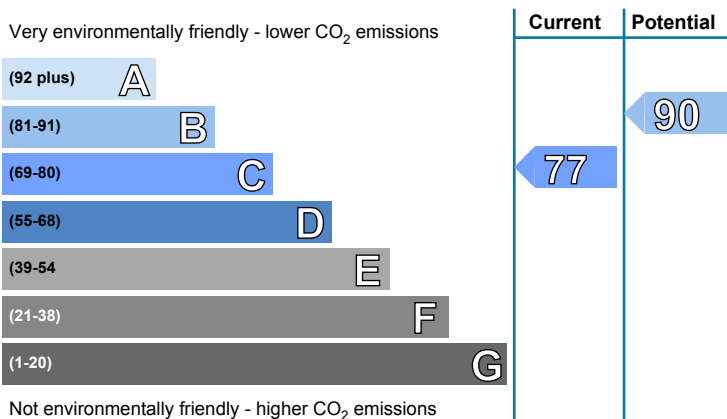 Current Potential
Very environmentally friendly - lower CO2 emissions
(92 plus) A
(81-91) B
90
(69-80) C
77
(55-68) D
(39-54 E
(21-38) F
(1-20) G
Not environmentally friendly - higher CO2 emissions